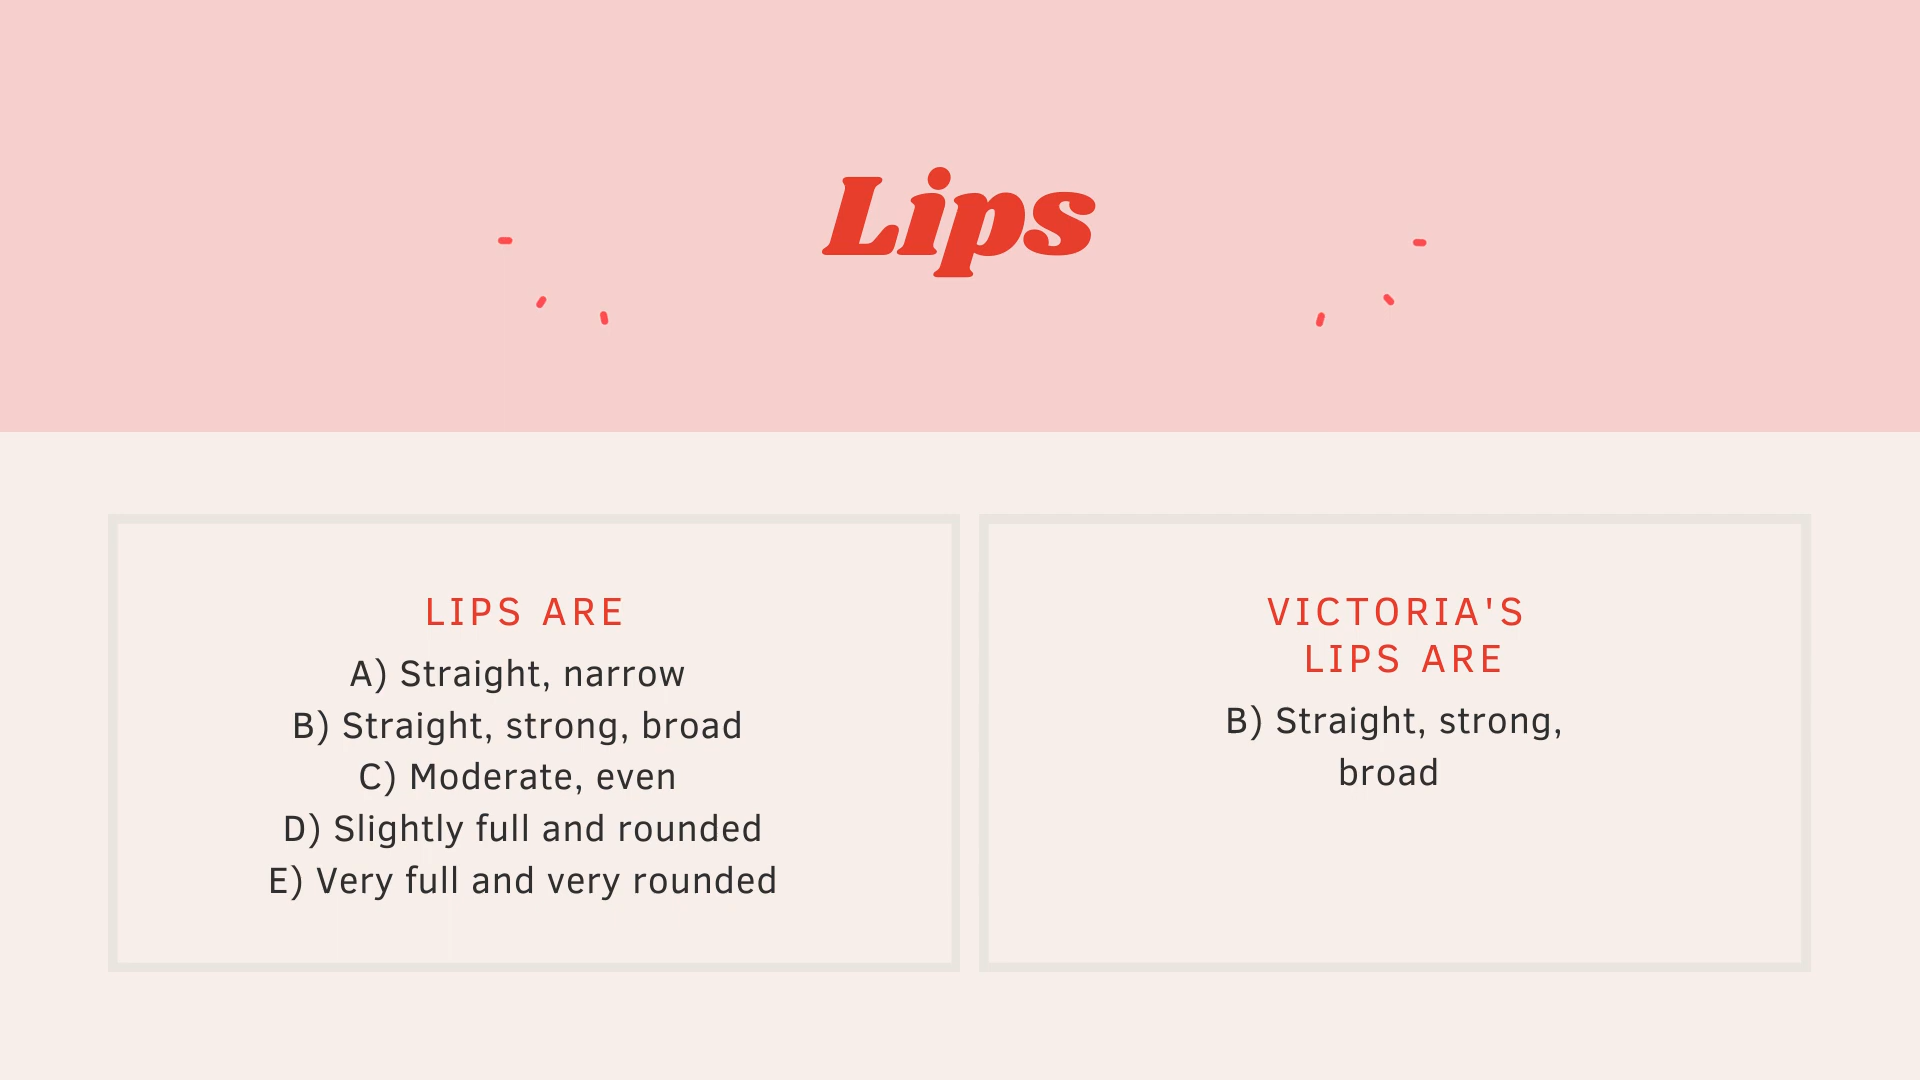 Lips
LIPS ARE
A) Straight, narrow
B) Straight, strong, broad
C) Moderate, even
D) Slightly full and rounded
E) Very full and very rounded
VICTORIA'S
LIPS ARE
B) Straight, strong,
broad